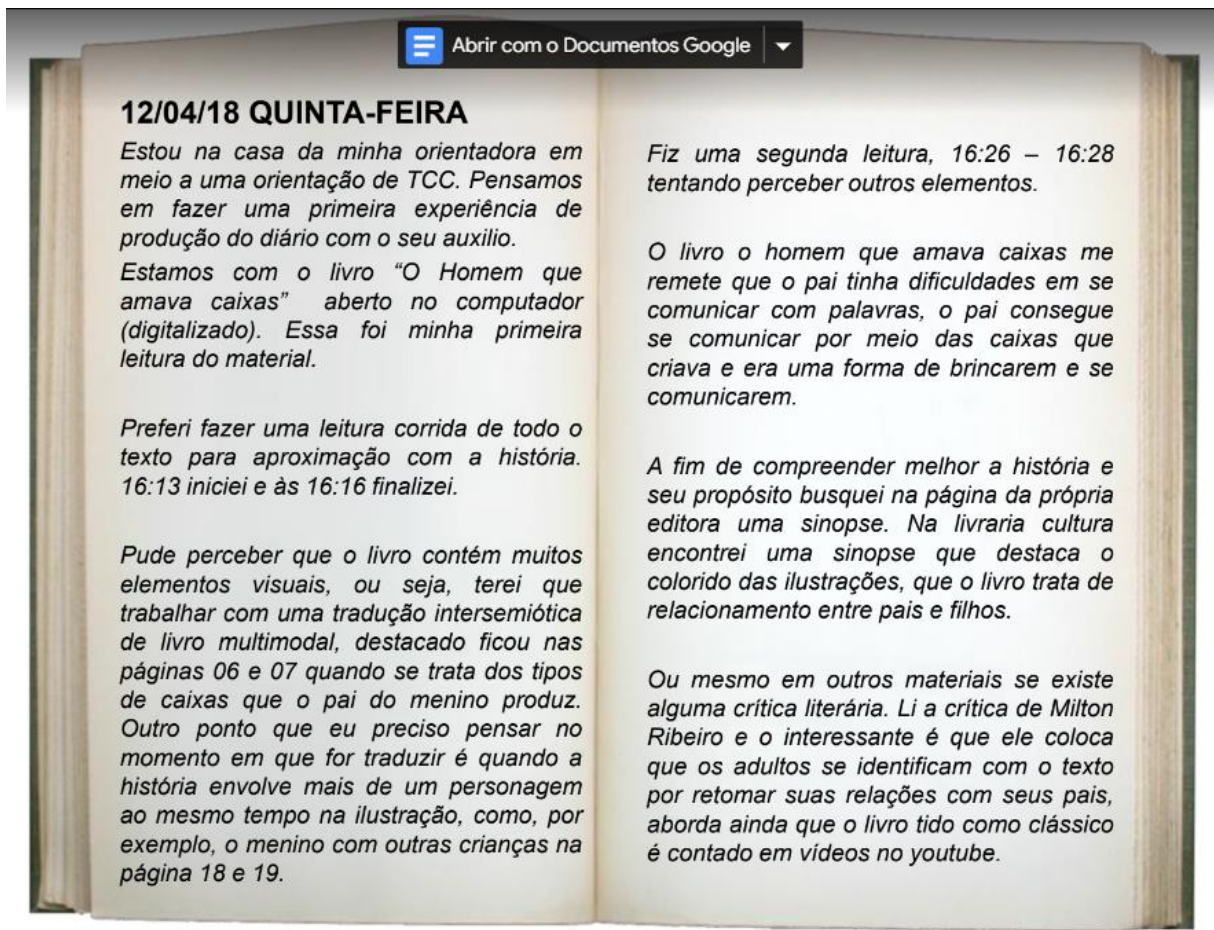 Abrir com o Documentos Google
12/04/18 QUINTA-FEIRA
Estou na casa da minha orientadora em
meio a uma orientação de TCC. Pensamos
em fazer uma primeira experiência de
produção do diário com o seu auxilio.
Estamos com o livro “O Homem que
amava caixas” aberto no computador
(digitalizado). Essa foi minha primeira
leitura do material.
Preferi fazer uma leitura corrida de todo o
texto para aproximação com a história.
16:13 iniciei e às 16:16 finalizei.
Pude perceber que o livro contém muitos
elementos visuais, ou seja, terei que
trabalhar com uma tradução intersemiótica
de livro multimodal, destacado ficou nas
páginas 06 e 07 quando se trata dos tipos
de caixas que o pai do menino produz.
Outro ponto que eu preciso pensar no
momento em que for traduzir é quando a
história envolve mais de um personagem
ao mesmo tempo na ilustração, como, por
exemplo, o menino com outras crianças na
página 18 e 19.
Fiz uma segunda leitura, 16:26 – 16:28
tentando perceber outros elementos.
O livro o homem que amava caixas me
remete que o pai tinha dificuldades em se
comunicar com palavras, o pai consegue
se comunicar por meio das caixas que
criava e era uma forma de brincarem e se
comunicarem.
A fim de compreender melhor a história e
seu propósito busquei na página da própria
editora uma sinopse. Na livraria cultura
encontrei uma sinopse que destaca o
colorido das ilustrações, que o livro trata de
relacionamento entre pais e filhos.
Ou mesmo em outros materiais se existe
alguma crítica literária. Li a crítica de Milton
Ribeiro e o interessante é que ele coloca
que os adultos se identificam com o texto
por retomar suas relações com seus pais,
aborda ainda que o livro tido como clássico
é contado em vídeos no youtube.